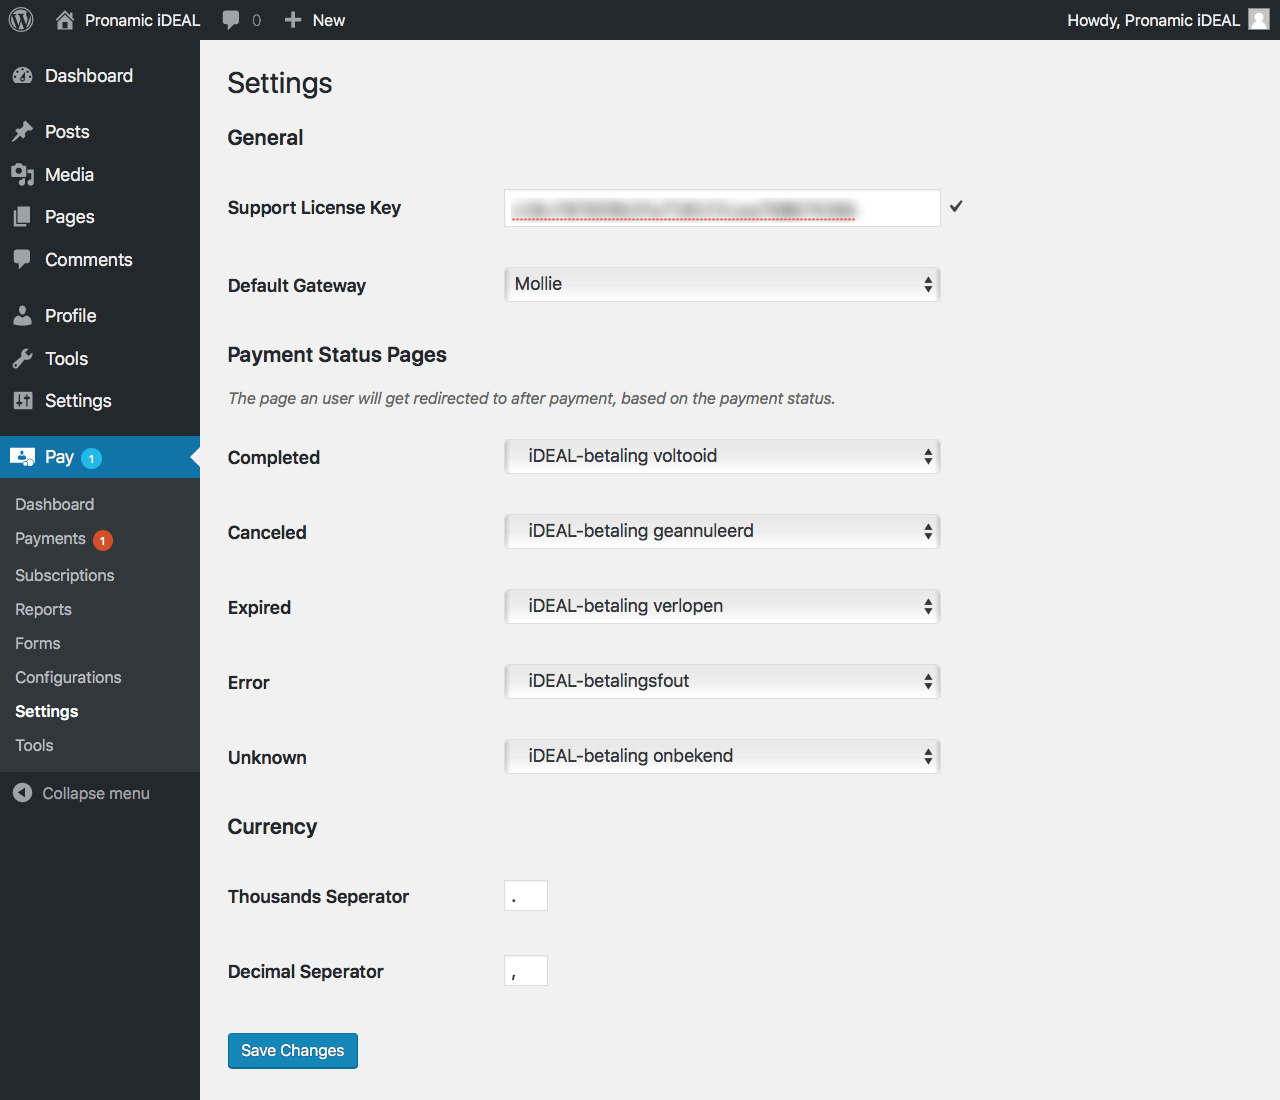 Pronamic iDEAL 0 New Howdy, Pronamic iDEAL
Dashboard
Posts
Media
Pages
Comments
Profile
Tools
Settings
Pay 1
Dashboard
Payments 1
Subscriptions
Reports
Forms
Configurations
Settings
Tools
Collapse menu
Settings
General
Support License Key
Default Gateway Mollie
Payment Status Pages
The page an user will get redirected to after payment, based on the payment status.
Completed iDEAL-betaling voltooid
Canceled iDEAL-betaling geannuleerd
Expired iDEAL-betaling verlopen
Error iDEAL-betalingsfout
Unknown iDEAL-betaling onbekend
Currency
Thousands Seperator .
Decimal Seperator ,
Save Changes